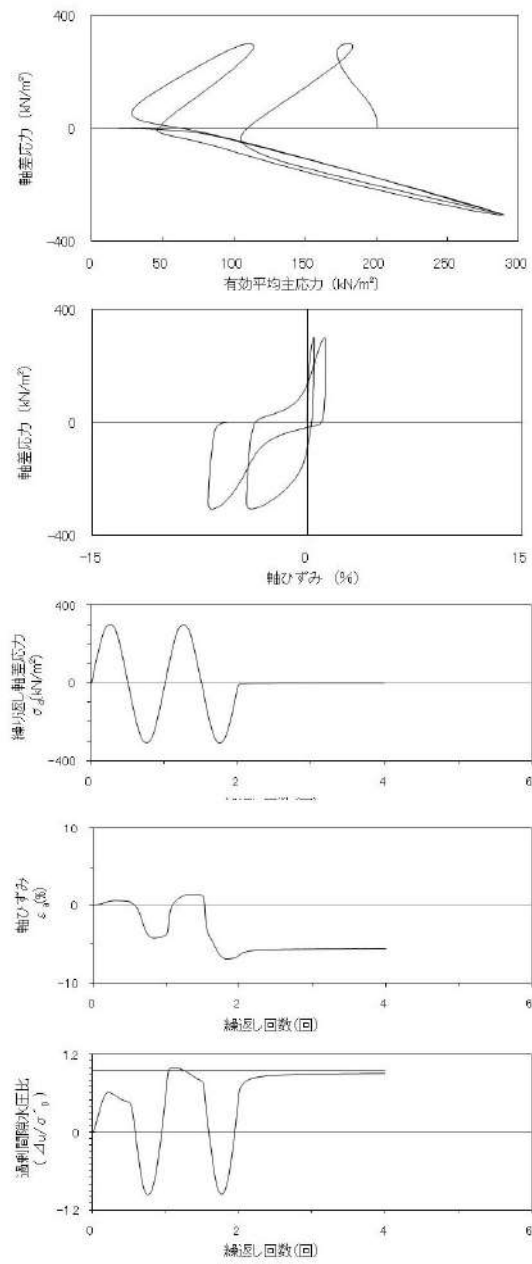 400
0
-400
軸差応力 (kN/m²)
0 50 100 150 200 250 300
有効平均主応力 (kN/m²)
400
0
-400
軸差応力 (kN/m²)
-15 0 15
軸ひずみ (%)
400
0
-400
繰り返し軸差応力
σd(kN/m²)
0 2 4 6
10
0
-10
軸ひずみ
εa(%)
0 2 4 6
繰返し回数(回)
1.2
0
-1.2
過剰間隙水圧比
(Δu/σ'0)
0 2 4 6
繰返し回数(回)